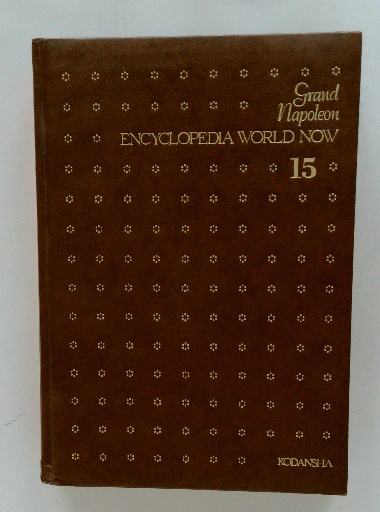 Grand
Napoleon
ENCYCLOPEDIA WORLD NOW
15
KODANSHA